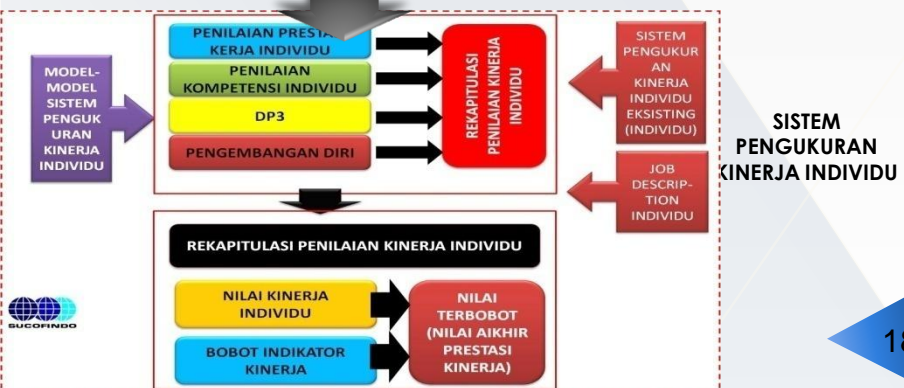 MODEL-
MODEL
SISTEM
PENGUK
URAN
KINERJA
INDIVIDU
PENILAIAN PRESTA
KERJA INDIVIDU
PENILAIAN
KOMPETENSI INDIVIDU
DP3
PENGEMBANGAN DIRI
REKAPITULASI
PENILAIAN KINERJA
INDIVIDU
SISTEM
PENGUKUR
AN
KINERJA
INDIVIDU
EKSISTING
(INDIVIDU)
JOB
DESCRIP-
TION
INDIVIDU
SISTEM
PENGUKURAN
KINERJA INDIVIDU
REKAPITULASI PENILAIAN KINERJA INDIVIDU
NILAI KINERJA
INDIVIDU
BOBOT INDIKATOR
KINERJA
NILAI
TERBOBOT
(NILAI AIKHIR
PRESTASI
KINERJA)
SUCOFINDO
18